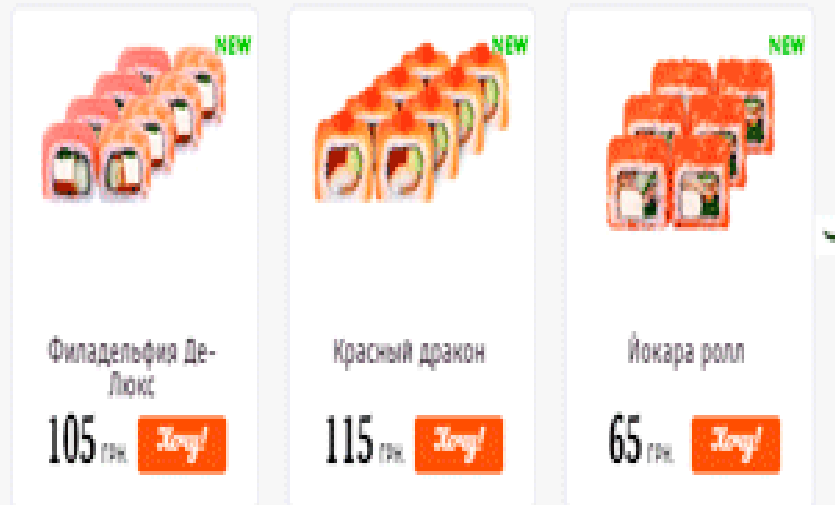 NEW
Филадельфия Де-
Люкс
105 грн.
Хочу!
NEW
Красный дракон
115 грн.
Хочу!
NEW
Йокара ролл
65 грн.
Хочу!